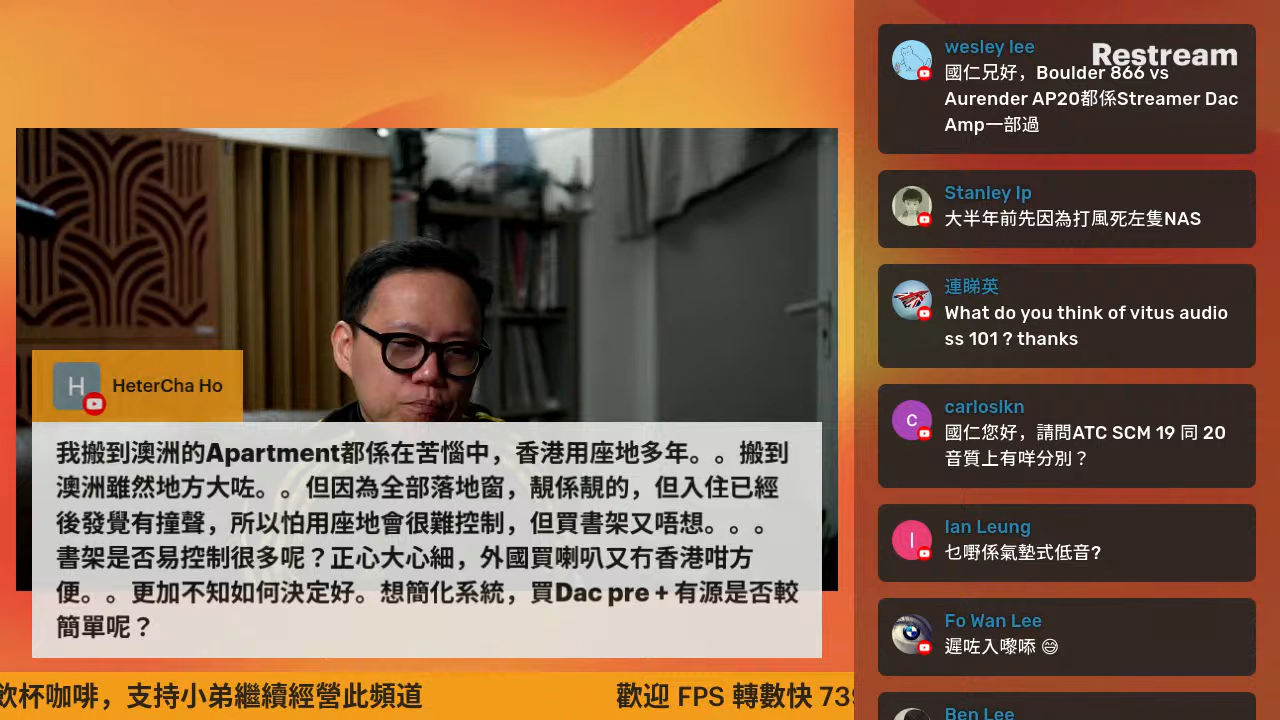 HeterCha Ho
我搬到澳洲的Apartment都係在苦惱中，香港用座地多年。。搬到
澳洲雖然地方大咗。。但因為全部落地窗，靚係靚的，但入住已經
後發覺有撞聲，所以怕用座地會很難控制，但買書架又唔想。。。
書架是否易控制很多呢？正心大心細，外國買喇叭又冇香港咁方
便。。更加不知如何決定好。想簡化系統，買Dac pre + 有源是否較
簡單呢？
飲杯咖啡，支持小弟繼續經營此頻道
歡迎 FPS 轉數快 739
Restream
wesley lee
國仁兄好，Boulder 866 vs
Aurender AP20都係Streamer Dac
Amp一部過
Stanley Ip
大半年前先因為打風死左隻NAS
連睇英
What do you think of vitus audio
ss 101 ? thanks
carloslkn
國仁您好，請問ATC SCM 19 同 20
音質上有咩分別？
Ian Leung
乜嘢係氣墊式低音?
Fo Wan Lee
遲咗入嚟𠻹 😅
Ben Lee